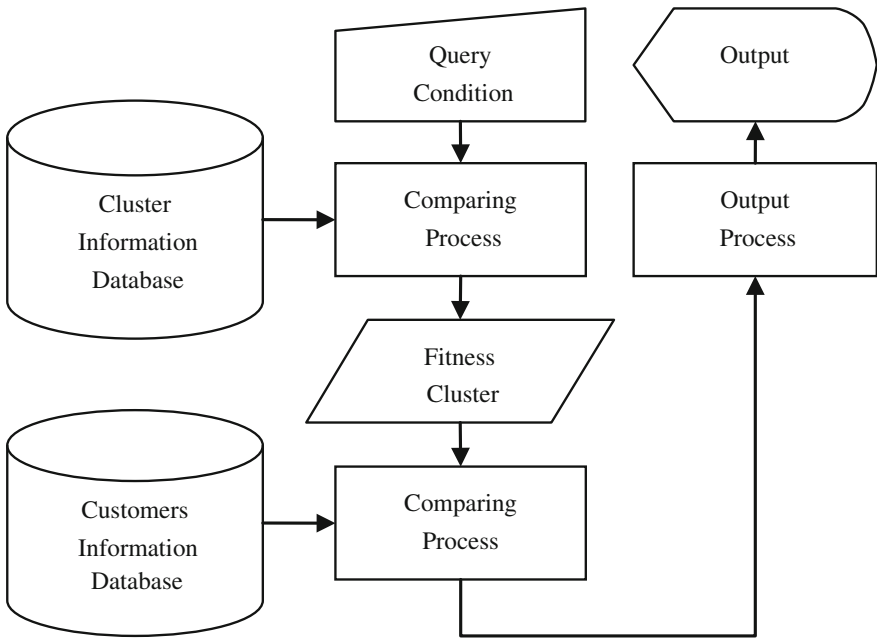 Query
Condition
Output
Cluster
Information
Database
Comparing
Process
Output
Process
Fitness
Cluster
Customers
Information
Database
Comparing
Process